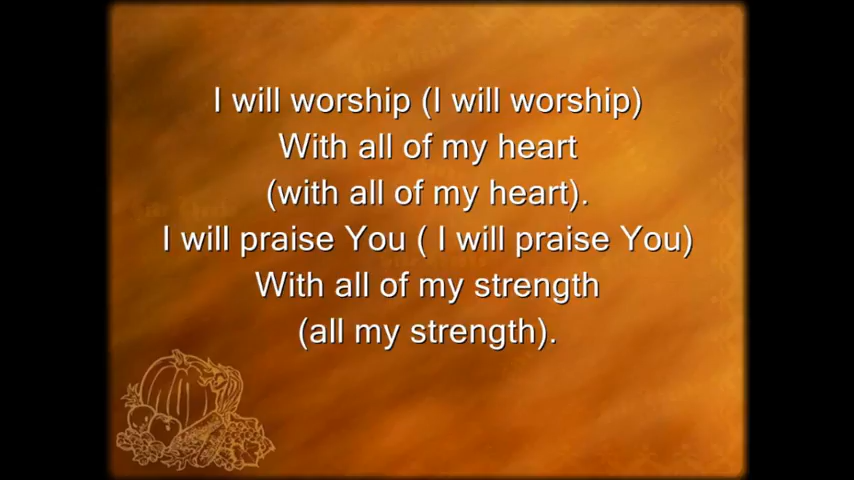 I will worship (I will worship)
With all of my heart
(with all of my heart).
I will praise You ( I will praise You)
With all of my strength
(all my strength).